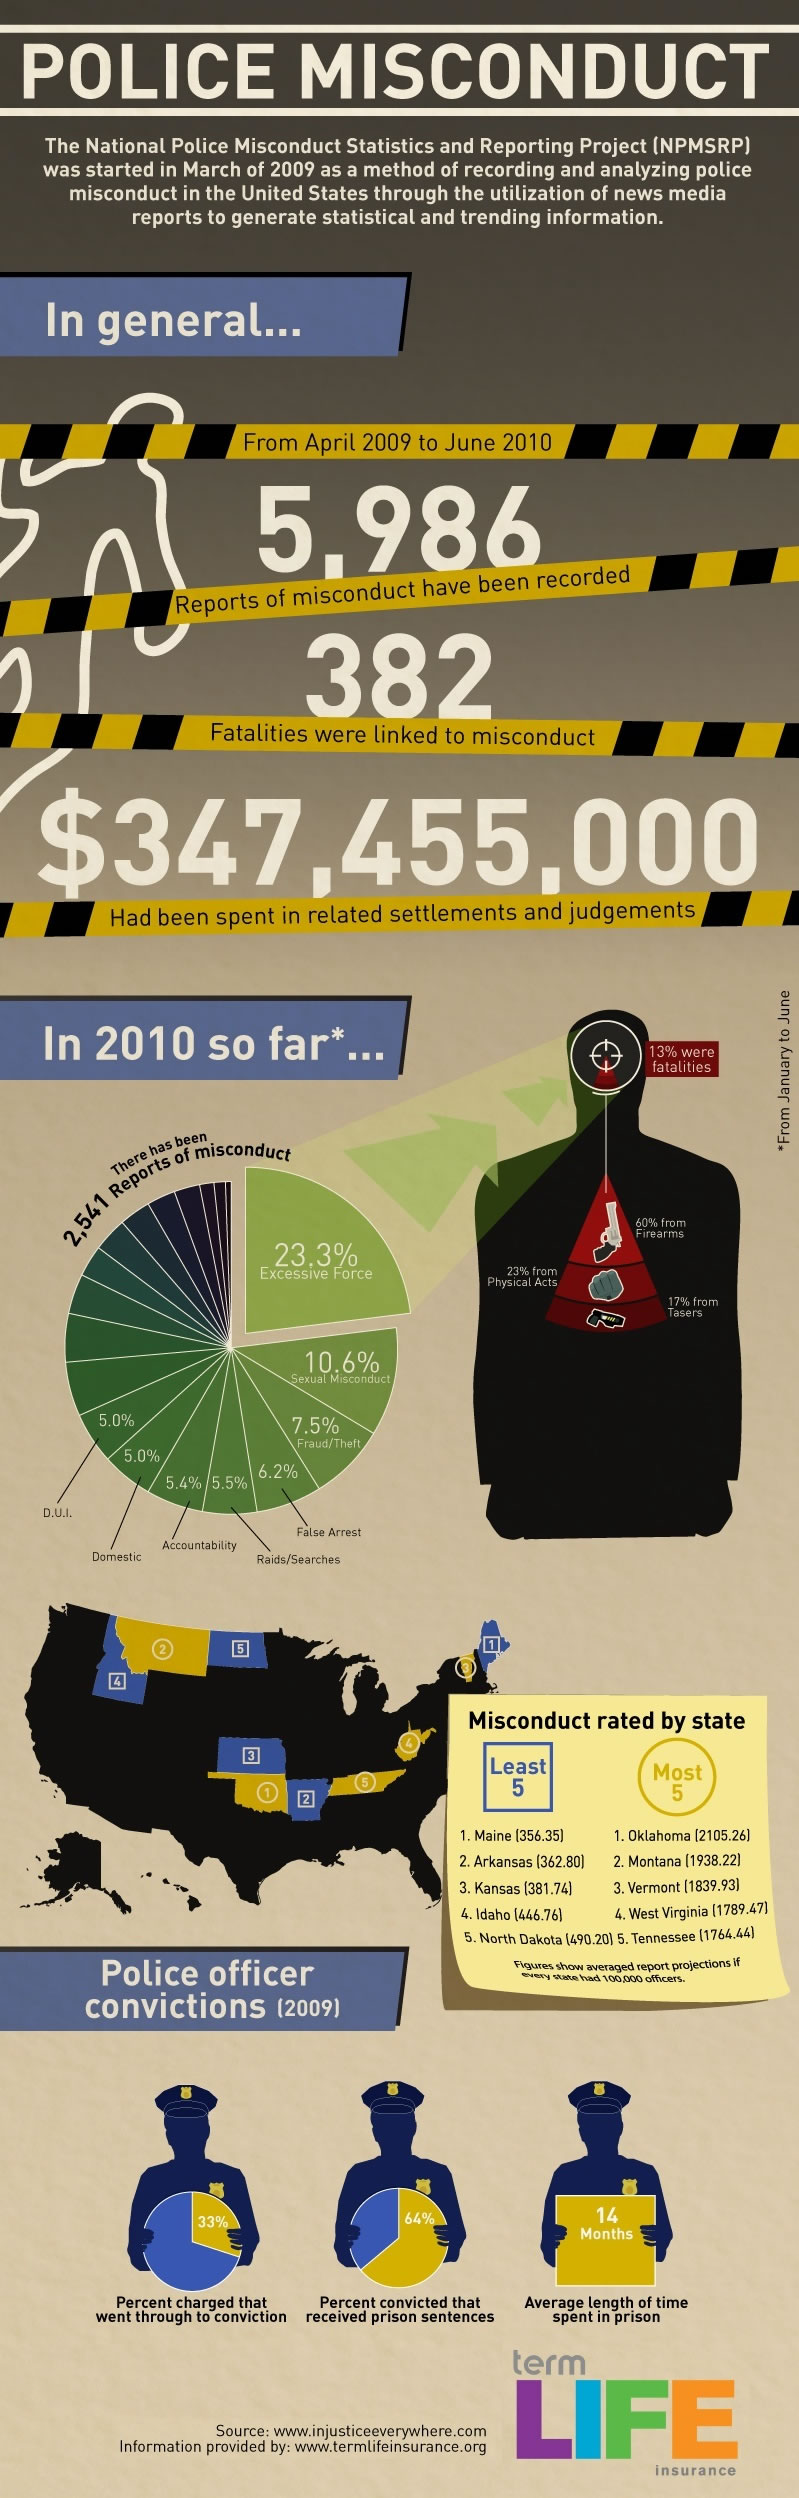 POLICE MISCONDUCT
The National Police Misconduct Statistics and Reporting Project (NPMSRP)
was started in March of 2009 as a method of recording and analyzing police
misconduct in the United States through the utilization of news media
reports to generate statistical and trending information.
In general...
From April 2009 to June 2010
5,986
Reports of misconduct have been recorded
382
Fatalities were linked to misconduct
$347,455,000
Had been spent in related settlements and judgements
In 2010 so far*...
*From January to June
13% were
fatalities
There has been
2,541 Reports of misconduct
60% from
Firearms
23% from
Physical Acts
17% from
Tasers
23.3%
Excessive Force
10.6%
Sexual Misconduct
7.5%
Fraud/Theft
6.2%
5.5%
5.4%
5.0%
5.0%
D.U.I.
Domestic
Accountability
Raids/Searches
False Arrest
1
2
5
3
4
4
3
1
2
5
Misconduct rated by state
Least
5
Most
5
1. Maine (356.35)
2. Arkansas (362.80)
3. Kansas (381.74)
4. Idaho (446.76)
5. North Dakota (490.20)
1. Oklahoma (2105.26)
2. Montana (1938.22)
3. Vermont (1839.93)
4. West Virginia (1789.47)
5. Tennessee (1764.44)
Figures show averaged report projections if
every state had 100,000 officers.
Police officer
convictions (2009)
33%
Percent charged that
went through to conviction
64%
Percent convicted that
received prison sentences
14
Months
Average length of time
spent in prison
Source: www.injusticeeverywhere.com
Information provided by: www.termlifeinsurance.org
term
LIFE
insurance